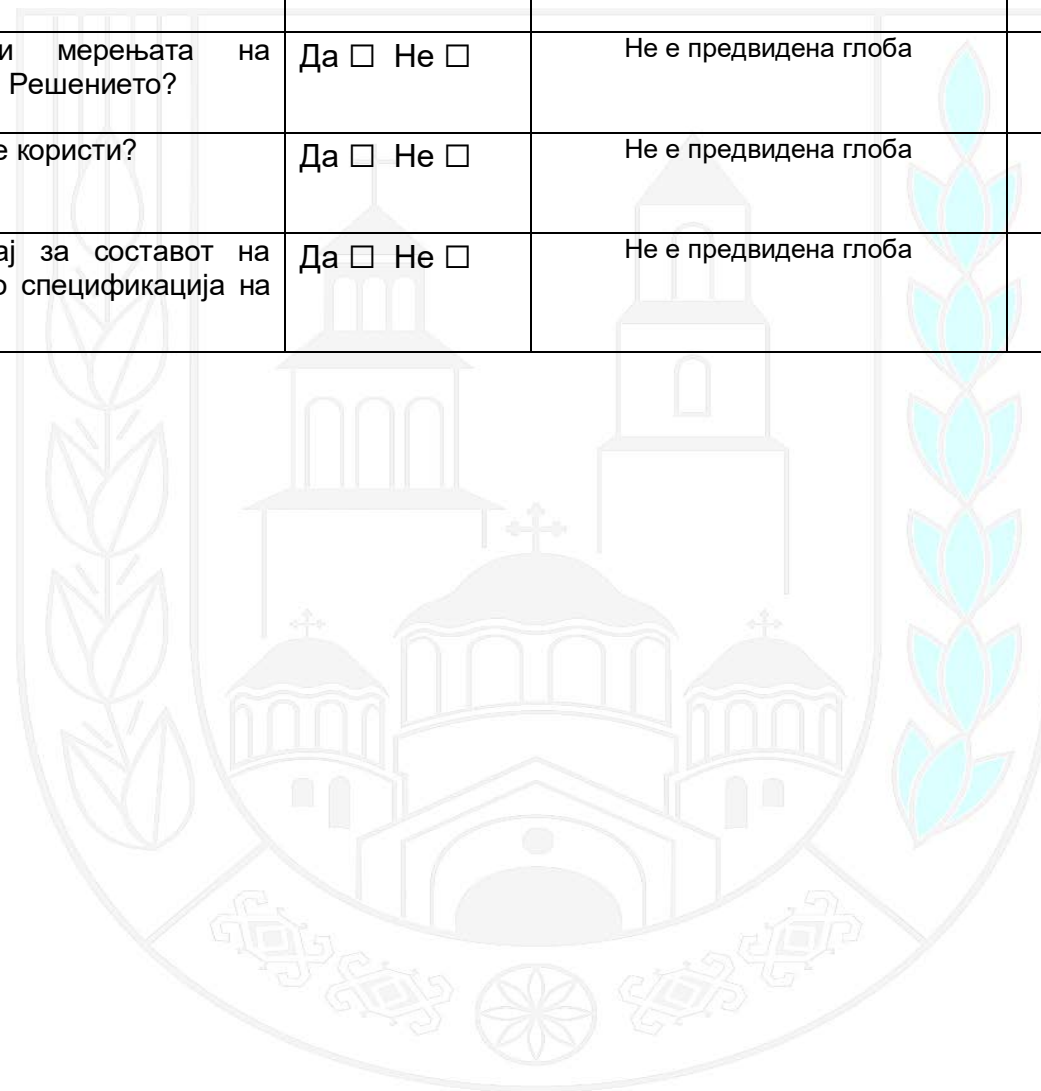 мерењата на Да □ Не □ Не е предвидена глоба
Решението?
користи? Да □ Не □ Не е предвидена глоба
за составот на Да □ Не □ Не е предвидена глоба
спецификација на